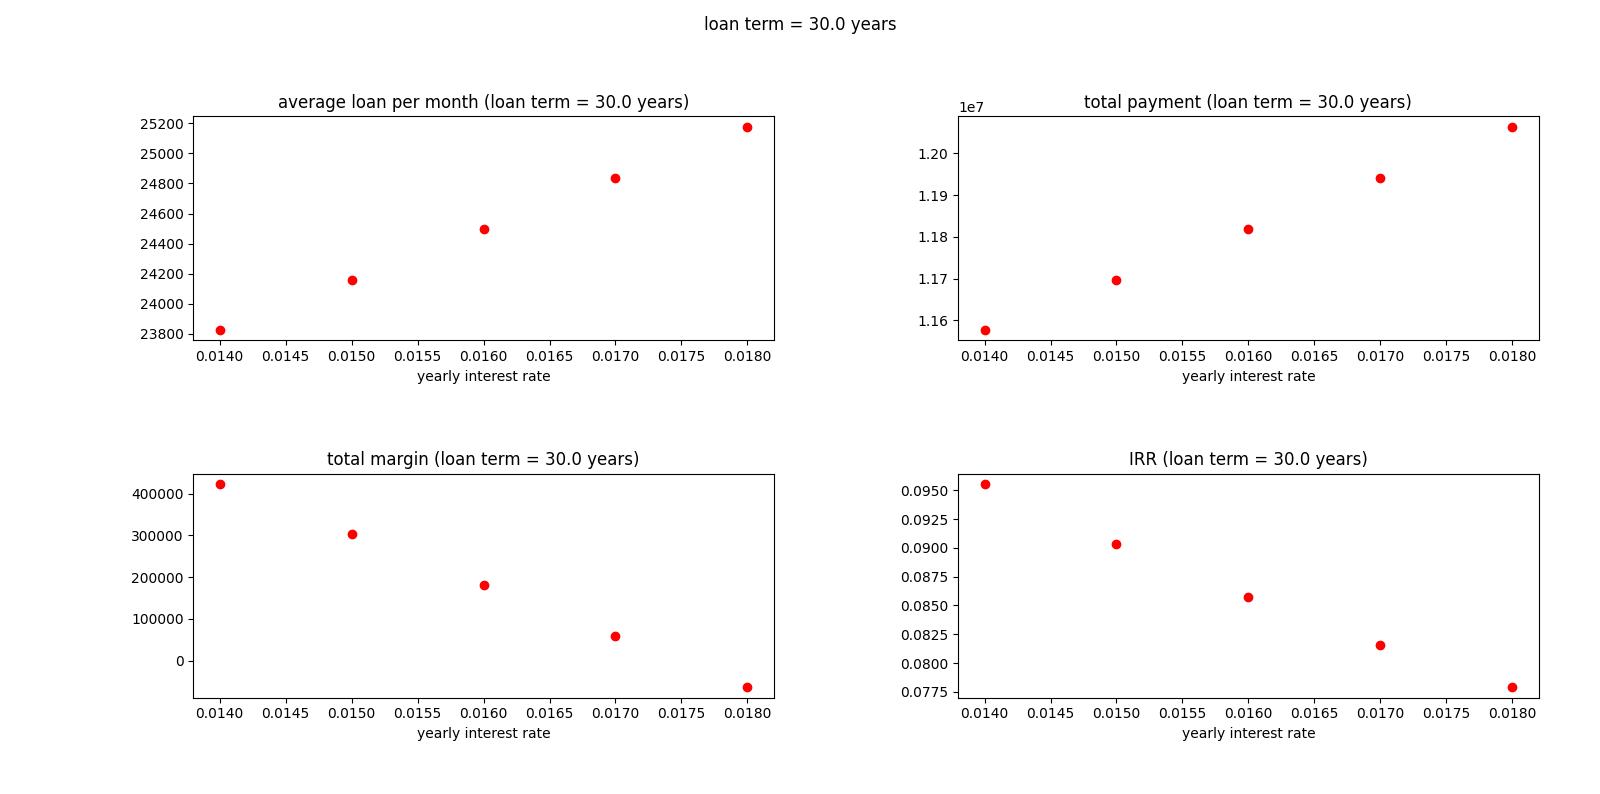 loan term = 30.0 years
average loan per month (loan term = 30.0 years)
25200
25000
24800
24600
24400
24200
24000
23800
0.0140 0.0145 0.0150 0.0155 0.0160 0.0165 0.0170 0.0175 0.0180
yearly interest rate
total payment (loan term = 30.0 years)
1e7
1.20
1.19
1.18
1.17
1.16
0.0140 0.0145 0.0150 0.0155 0.0160 0.0165 0.0170 0.0175 0.0180
yearly interest rate
total margin (loan term = 30.0 years)
400000
300000
200000
100000
0
0.0140 0.0145 0.0150 0.0155 0.0160 0.0165 0.0170 0.0175 0.0180
yearly interest rate
IRR (loan term = 30.0 years)
0.0950
0.0925
0.0900
0.0875
0.0850
0.0825
0.0800
0.0775
0.0140 0.0145 0.0150 0.0155 0.0160 0.0165 0.0170 0.0175 0.0180
yearly interest rate